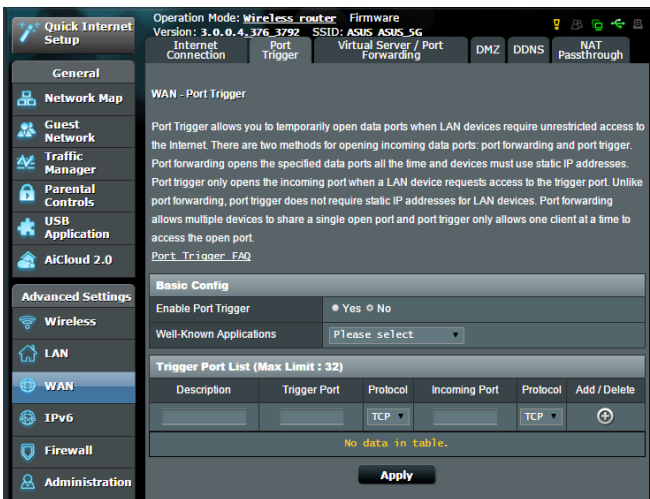 Quick Internet
Setup
General
Network Map
Guest
Network
Traffic
Manager
Parental
Controls
USB
Application
AiCloud 2.0
Advanced Settings
Wireless
LAN
WAN
IPv6
Firewall
Administration
Operation Mode: Wireless router Firmware
Version: 3.0.0.4.376_3792 SSID: ASUS ASUS_5G
Internet
Connection
Port
Trigger
Virtual Server / Port
Forwarding
DMZ
DDNS
NAT
Passthrough
WAN - Port Trigger
Port Trigger allows you to temporarily open data ports when LAN devices require unrestricted access to
the Internet. There are two methods for opening incoming data ports: port forwarding and port trigger.
Port forwarding opens the specified data ports all the time and devices must use static IP addresses.
Port trigger only opens the incoming port when a LAN device requests access to the trigger port. Unlike
port forwarding, port trigger does not require static IP addresses for LAN devices. Port forwarding
allows multiple devices to share a single open port and port trigger only allows one client at a time to
access the open port.
Port Trigger FAQ
Basic Config
Enable Port Trigger Yes No
Well-Known Applications Please select
Trigger Port List (Max Limit : 32)
Description Trigger Port Protocol Incoming Port Protocol Add / Delete
TCP TCP
No data in table.
Apply